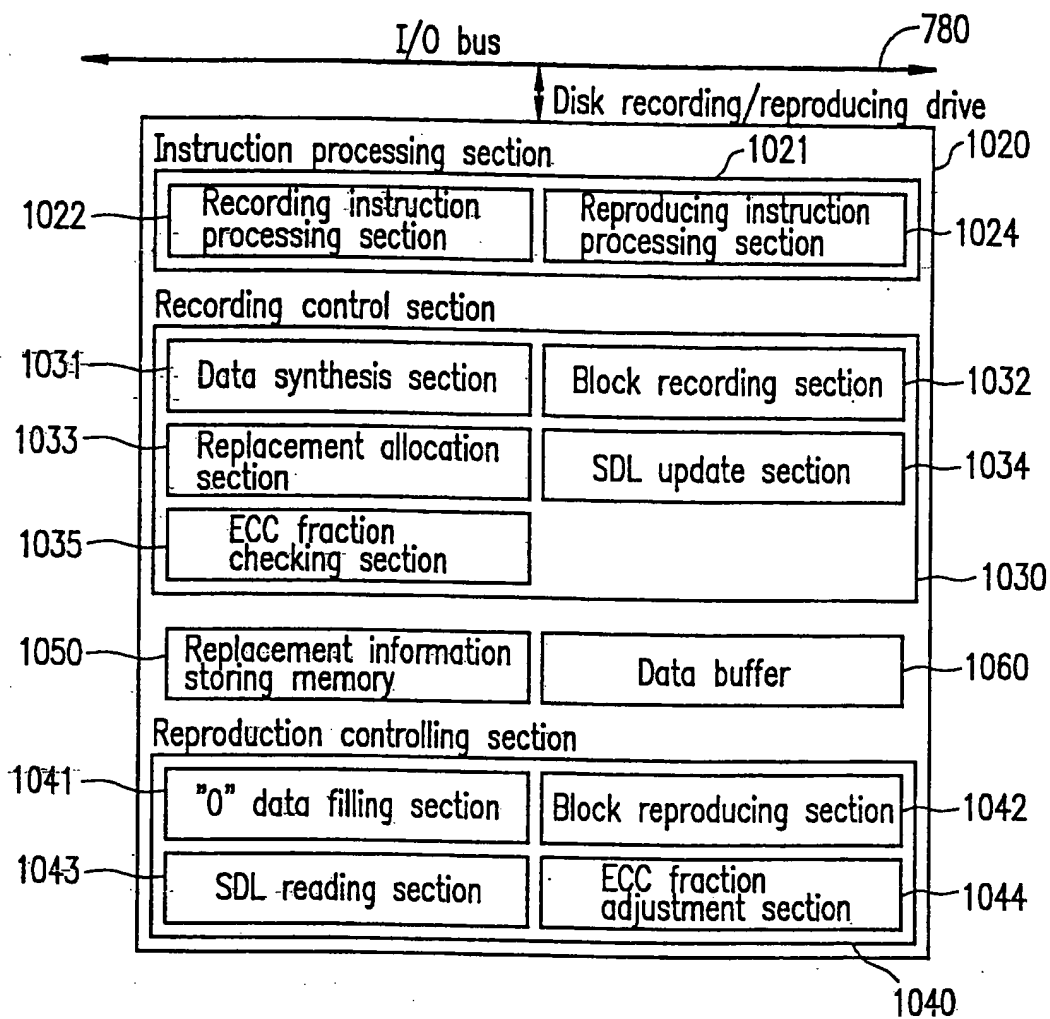 I/O bus
780
Disk recording/reproducing drive
1020
Instruction processing section
1021
1022
Recording instruction
processing section
Reproducing instruction
processing section
1024
Recording control section
1031
Data synthesis section
Block recording section
1032
1033
Replacement allocation
section
SDL update section
1034
1035
ECC fraction
checking section
1030
1050
Replacement information
storing memory
Data buffer
1060
Reproduction controlling section
1041
"0" data filling section
Block reproducing section
1042
1043
SDL reading section
ECC fraction
adjustment section
1044
1040